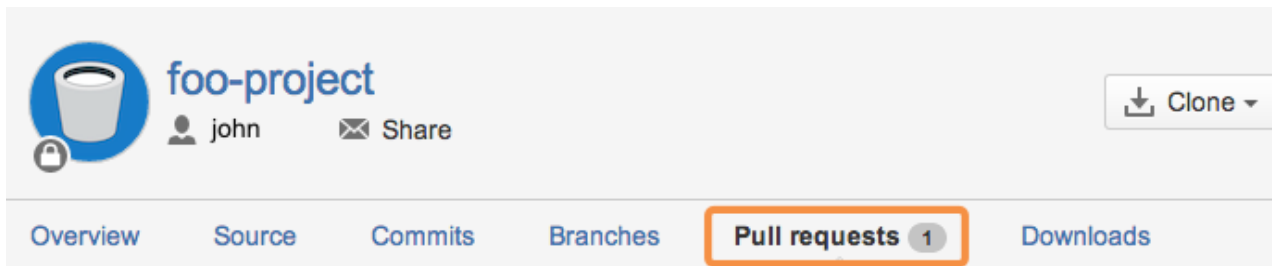 foo-project
john Share
Clone
Overview Source Commits Branches Pull requests 1 Downloads